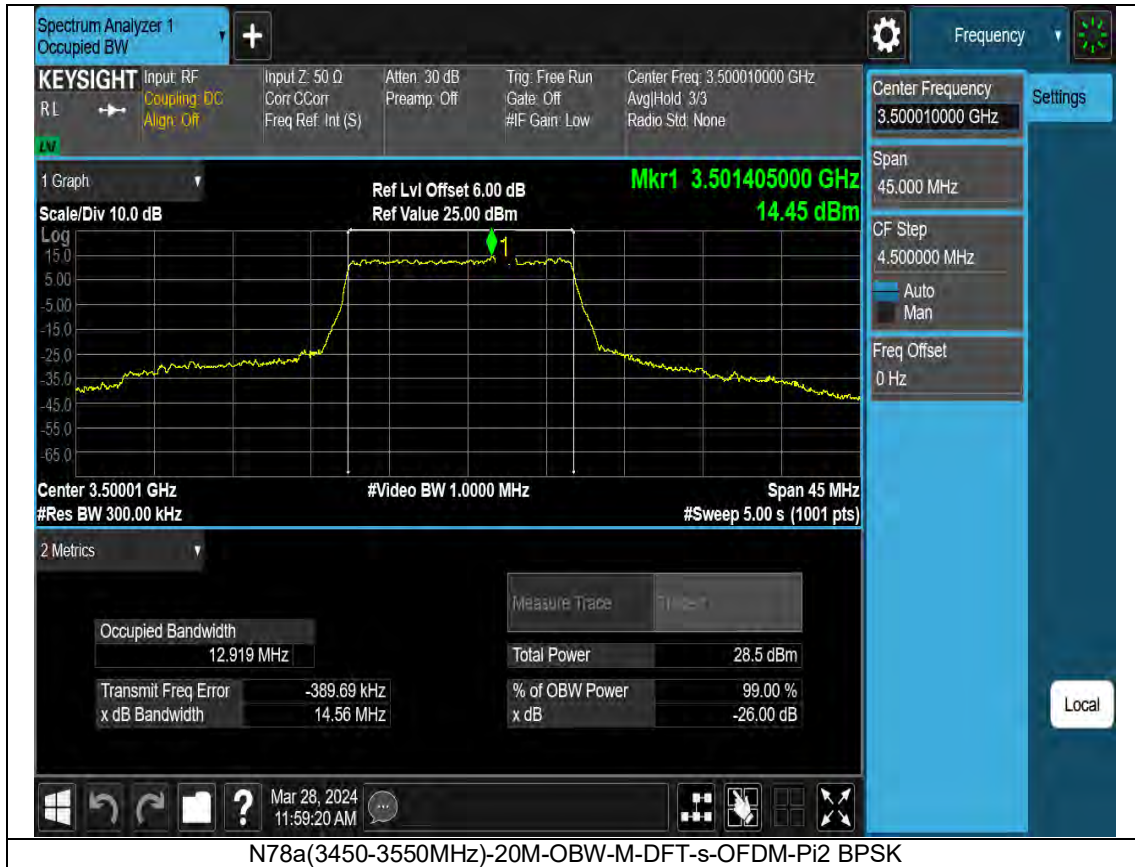 Spectrum Analyzer 1
Occupied BW
+
Frequency
KEYSIGHT
RL
Input: RF
Coupling: DC
Align: Off
Input Z: 50 Ω
Corr CCorr
Freq Ref: Int (S)
Atten: 30 dB
Preamp: Off
Trig: Free Run
Gate: Off
#IF Gain: Low
Center Freq: 3.500010000 GHz
Avg|Hold: 3/3
Radio Std: None
Center Frequency
3.500010000 GHz
Settings
Span
45.000 MHz
CF Step
4.500000 MHz
Auto
Man
Freq Offset
0 Hz
Local
1 Graph
Scale/Div 10.0 dB
Ref Lvl Offset 6.00 dB
Ref Value 25.00 dBm
Mkr1 3.501405000 GHz
14.45 dBm
Log
1
15.0
5.00
-5.00
-15.0
-25.0
-35.0
-45.0
-55.0
-65.0
Center 3.50001 GHz
#Video BW 1.0000 MHz
Span 45 MHz
#Res BW 300.00 kHz
#Sweep 5.00 s (1001 pts)
2 Metrics
Measure Trace
Occupied Bandwidth
12.919 MHz
Total Power 28.5 dBm
Transmit Freq Error -389.69 kHz
% of OBW Power 99.00 %
x dB Bandwidth 14.56 MHz
x dB -26.00 dB
?
Mar 28, 2024
11:59:20 AM
N78a(3450-3550MHz)-20M-OBW-M-DFT-s-OFDM-Pi2 BPSK